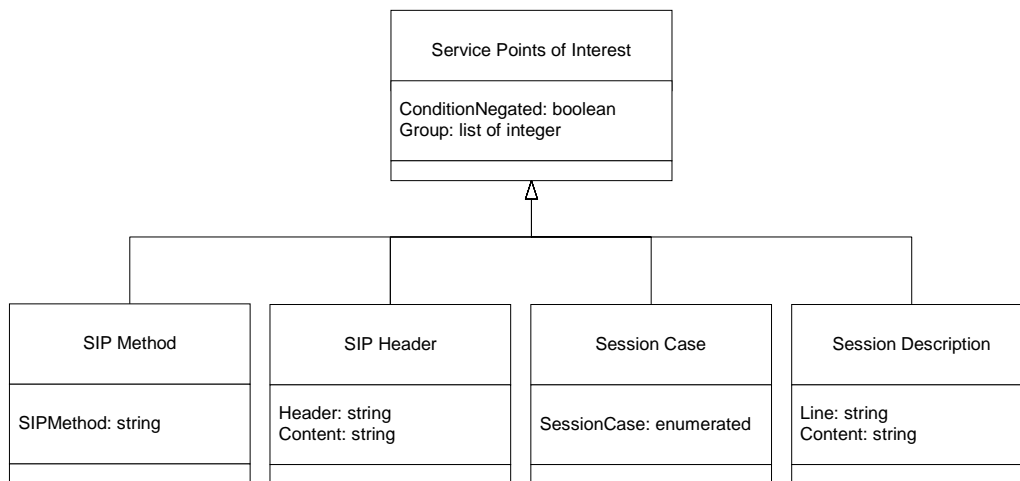 Service Points of Interest
ConditionNegated: boolean
Group: list of integer
SIP Method
SIPMethod: string
SIP Header
Header: string
Content: string
Session Case
SessionCase: enumerated
Session Description
Line: string
Content: string